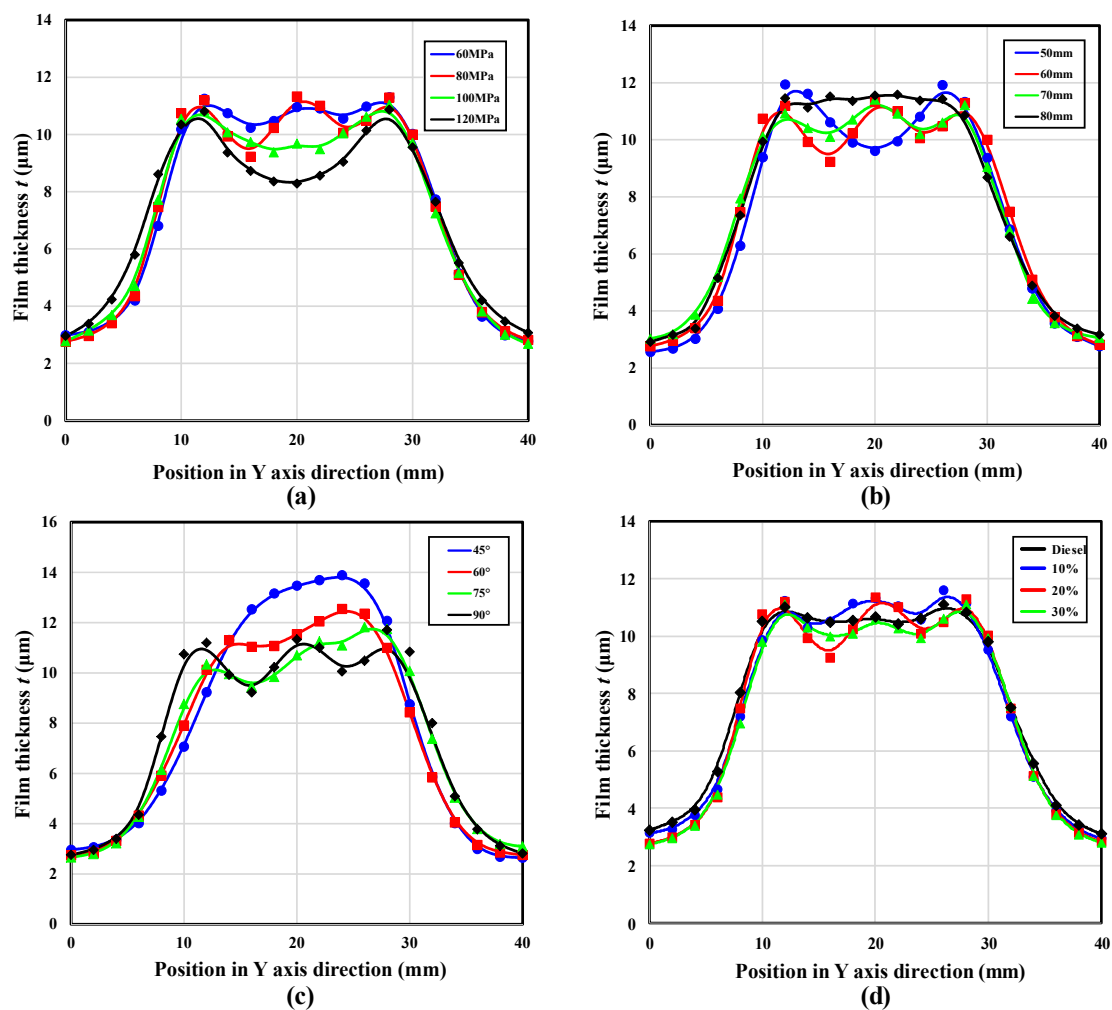 14
12
10
8
6
4
2
0
Film thickness t (μm)
60MPa
80MPa
100MPa
120MPa
0 10 20 30 40
Position in Y axis direction (mm)
(a)
14
12
10
8
6
4
2
0
Film thickness t (μm)
50mm
60mm
70mm
80mm
0 10 20 30 40
Position in Y axis direction (mm)
(b)
16
14
12
10
8
6
4
2
0
Film thickness t (μm)
45°
60°
75°
90°
0 10 20 30 40
Position in Y axis direction (mm)
(c)
14
12
10
8
6
4
2
0
Film thickness t (μm)
Diesel
10%
20%
30%
0 10 20 30 40
Position in Y axis direction (mm)
(d)